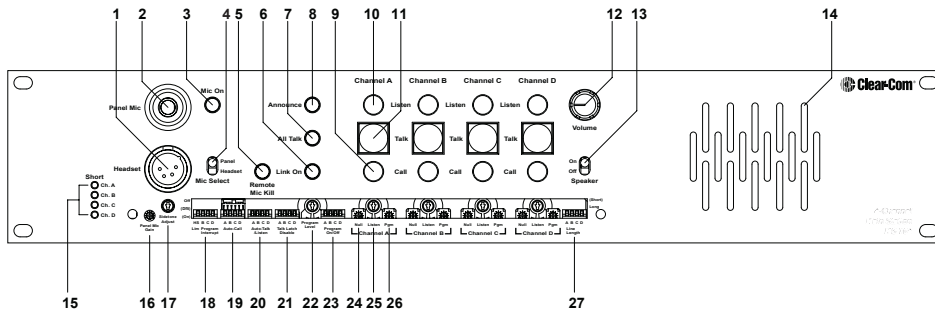 1 2 3 4 5 6 7 8 9 10 11 12 13 14
Channel A Channel B Channel C Channel D
Clear-Com
Mic On
Panel Mic
Announce
Listen Listen Listen
Volume
All Talk
Talk Talk Talk
Panel
Headset
Mic Select
Headset
Remote
Mic Kill
Link On
Call Call Call
On
Off
Speaker
Short
Ch. A
Ch. B
Ch. C
Ch. D
Off
(On)
(Short)
Long
Panel Mic
Gain
Sidetone
Adjust
B C D
Program
Interrupt
A B C D
Auto-Call
A B C D
Auto-Talk
/Listen
A B C D
Talk Latch
Disable
Program
Level
A B C D
Program
On/Off
Null Listen Pgm
Channel A
Null Listen Pgm
Channel B
Null Listen Pgm
Channel C
Null Listen Pgm
Channel D
A B C D
Line
Length
15 16 17 18 19 20 21 22 23 24 25 26 27